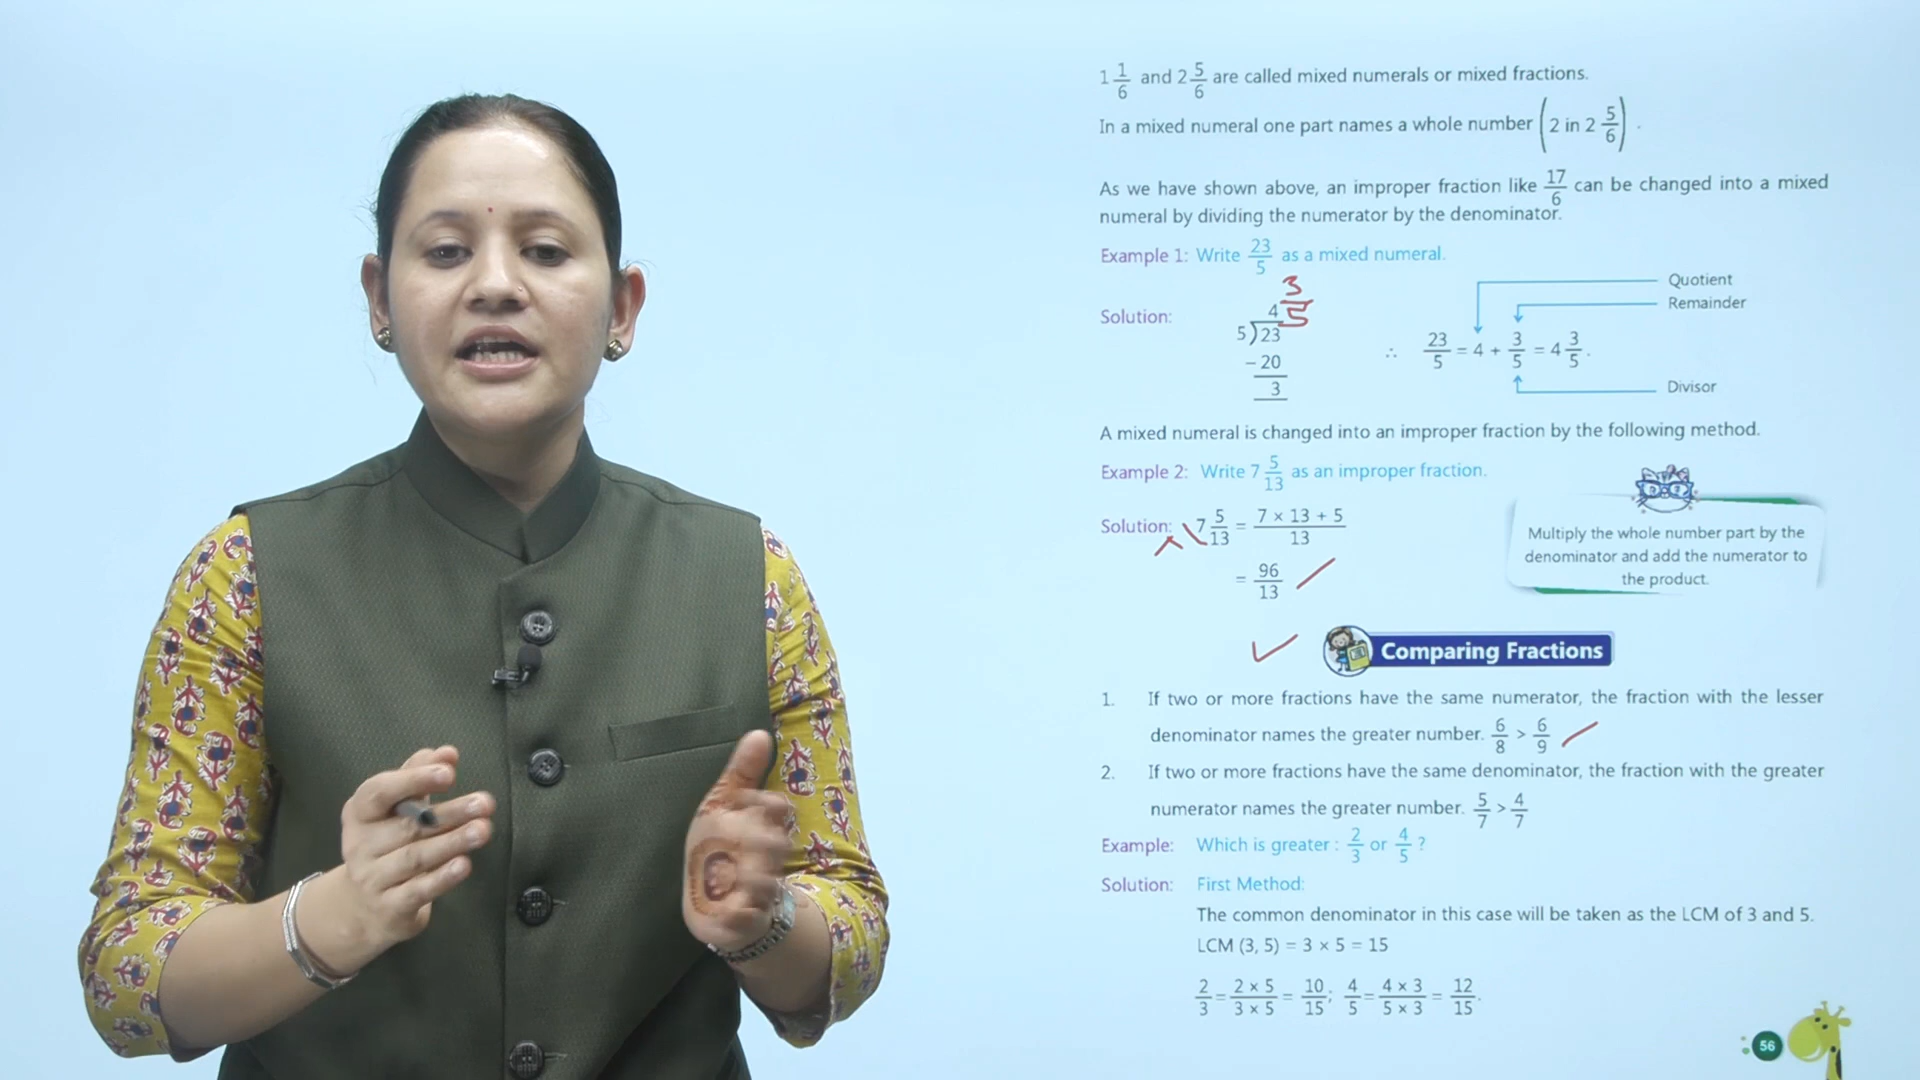 1 1/6 and 2 5/6 are called mixed numerals or mixed fractions.
In a mixed numeral one part names a whole number (2 in 2 5/6).
As we have shown above, an improper fraction like 17/6 can be changed into a mixed
numeral by dividing the numerator by the denominator.
Example 1: Write 23/5 as a mixed numeral.
Solution:
3/5
4
5)23
-20
3
Quotient
Remainder
∴ 23/5 = 4 + 3/5 = 4 3/5.
Divisor
A mixed numeral is changed into an improper fraction by the following method.
Example 2: Write 7 5/13 as an improper fraction.
Solution: 7 5/13 = (7 × 13 + 5)/13
= 96/13
Multiply the whole number part by the
denominator and add the numerator to
the product.
Comparing Fractions
1. If two or more fractions have the same numerator, the fraction with the lesser
denominator names the greater number. 6/8 > 6/9
2. If two or more fractions have the same denominator, the fraction with the greater
numerator names the greater number. 5/7 > 4/7
Example: Which is greater : 2/3 or 4/5 ?
Solution: First Method:
The common denominator in this case will be taken as the LCM of 3 and 5.
LCM (3, 5) = 3 × 5 = 15
2/3 = (2 × 5)/(3 × 5) = 10/15; 4/5 = (4 × 3)/(5 × 3) = 12/15.
56